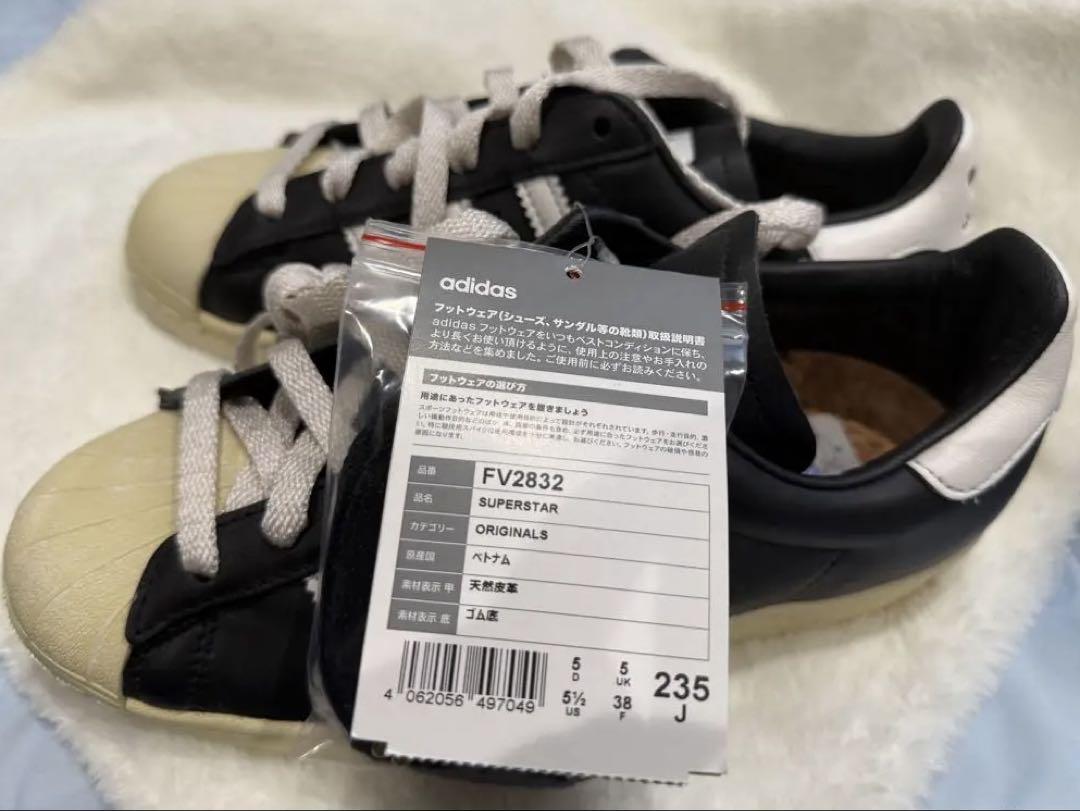 adidas
フットウェア(シューズ、サンダル等の靴類)取扱説明書
adidas フットウェアをいつもベストコンディションに保ち、
より長くお使い頂けるように、使用上の注意やお手入れの
方法などを集めました。ご使用前に必ずお読みください。
フットウェアの選び方
用途にあったフットウェアを履きましょう
品番 FV2832
品名 SUPERSTAR
カテゴリー ORIGINALS
原産国 ベトナム
素材表示 甲 天然皮革
素材表示 底 ゴム底
5 D 5 UK
5½ US 38 F
235 J
4 062056 497049